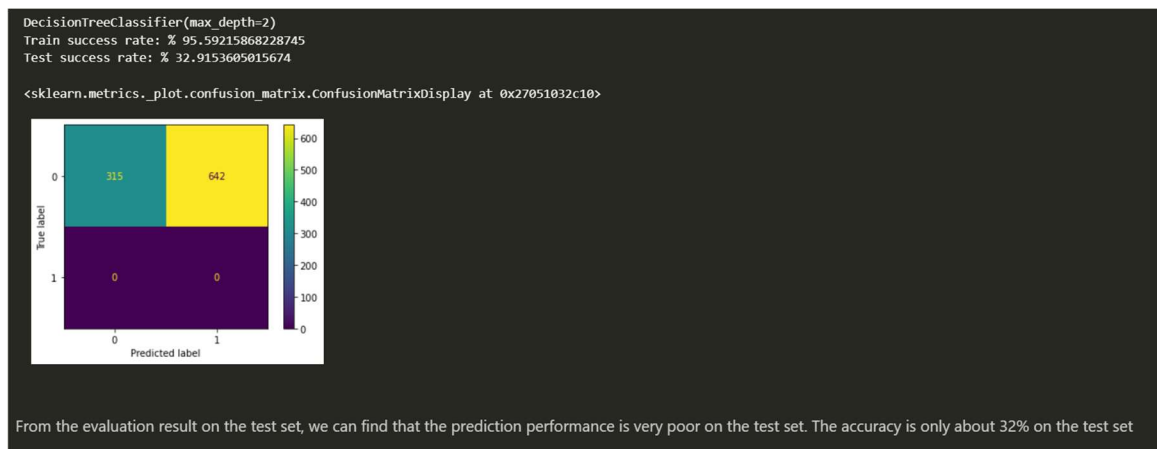 DecisionTreeClassifier(max_depth=2)
Train success rate: % 95.59215868228745
Test success rate: % 32.9153605015674
<sklearn.metrics._plot.confusion_matrix.ConfusionMatrixDisplay at 0x27051032c10>
600
500
400
300
200
100
0
True label
0
315
642
1
0
0
0
1
Predicted label
From the evaluation result on the test set, we can find that the prediction performance is very poor on the test set. The accuracy is only about 32% on the test set